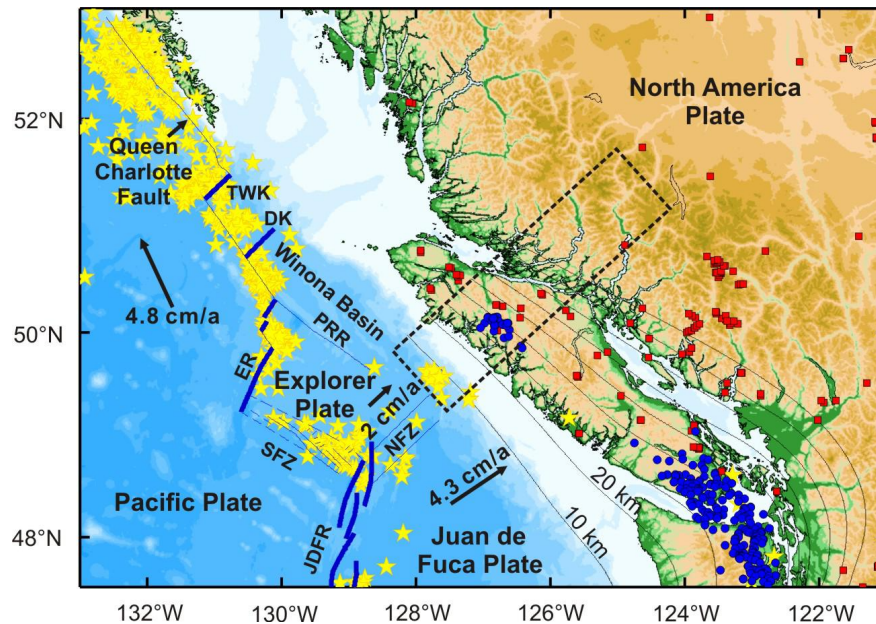 North America
Plate
52°N
Queen
Charlotte
Fault
TWK
DK
Winona Basin
4.8 cm/a
50°N
PRR
ER
Explorer
Plate
2 cm/a
NFZ
SFZ
4.3 cm/a
20 km
10 km
Pacific Plate
48°N
JDFR
Juan de
Fuca Plate
132°W
130°W
128°W
126°W
124°W
122°W